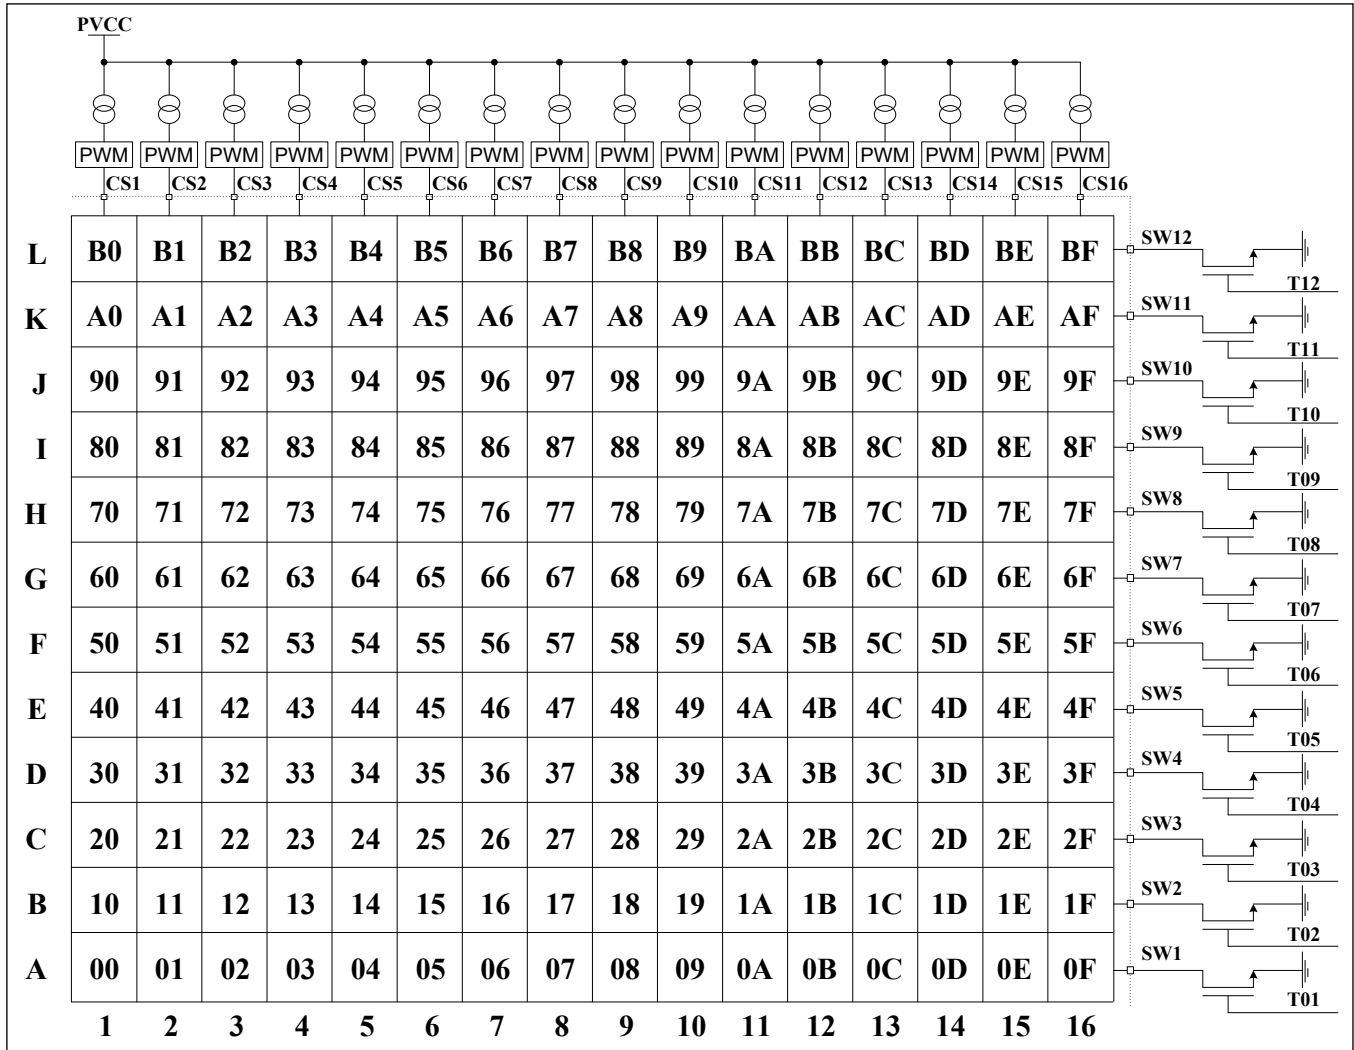 PVCC
PWM PWM PWM PWM PWM PWM PWM PWM PWM PWM PWM PWM PWM PWM PWM PWM
CS1 CS2 CS3 CS4 CS5 CS6 CS7 CS8 CS9 CS10 CS11 CS12 CS13 CS14 CS15 CS16
SW12
L B0 B1 B2 B3 B4 B5 B6 B7 B8 B9 BA BB BC BD BE BF
T12
SW11
K A0 A1 A2 A3 A4 A5 A6 A7 A8 A9 AA AB AC AD AE AF
T11
SW10
J 90 91 92 93 94 95 96 97 98 99 9A 9B 9C 9D 9E 9F
T10
SW9
I 80 81 82 83 84 85 86 87 88 89 8A 8B 8C 8D 8E 8F
T09
SW8
H 70 71 72 73 74 75 76 77 78 79 7A 7B 7C 7D 7E 7F
T08
SW7
G 60 61 62 63 64 65 66 67 68 69 6A 6B 6C 6D 6E 6F
T07
SW6
F 50 51 52 53 54 55 56 57 58 59 5A 5B 5C 5D 5E 5F
T06
SW5
E 40 41 42 43 44 45 46 47 48 49 4A 4B 4C 4D 4E 4F
T05
SW4
D 30 31 32 33 34 35 36 37 38 39 3A 3B 3C 3D 3E 3F
T04
SW3
C 20 21 22 23 24 25 26 27 28 29 2A 2B 2C 2D 2E 2F
T03
SW2
B 10 11 12 13 14 15 16 17 18 19 1A 1B 1C 1D 1E 1F
T02
SW1
A 00 01 02 03 04 05 06 07 08 09 0A 0B 0C 0D 0E 0F
T01
1 2 3 4 5 6 7 8 9 10 11 12 13 14 15 16